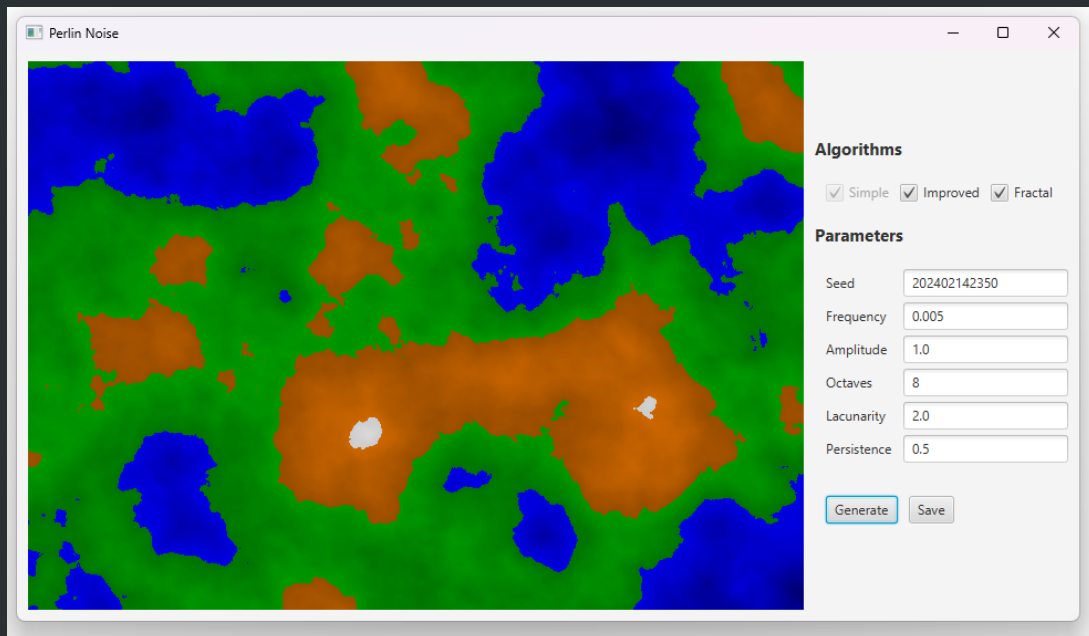 Perlin Noise
Algorithms
Simple Improved Fractal
Parameters
Seed 202402142350
Frequency 0.005
Amplitude 1.0
Octaves 8
Lacunarity 2.0
Persistence 0.5
Generate Save